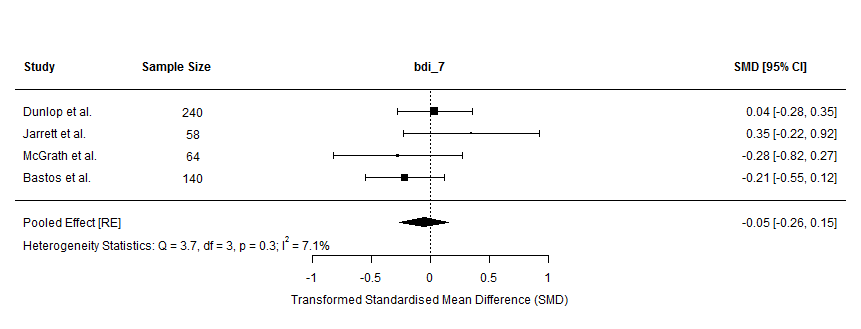 Study Sample Size bdi_7 SMD [95% CI]
Dunlop et al. 240 0.04 [-0.28, 0.35]
Jarrett et al. 58 0.35 [-0.22, 0.92]
McGrath et al. 64 -0.28 [-0.82, 0.27]
Bastos et al. 140 -0.21 [-0.55, 0.12]
Pooled Effect [RE] -0.05 [-0.26, 0.15]
Heterogeneity Statistics: Q = 3.7, df = 3, p = 0.3; I² = 7.1%
-1 -0.5 0 0.5 1
Transformed Standardised Mean Difference (SMD)